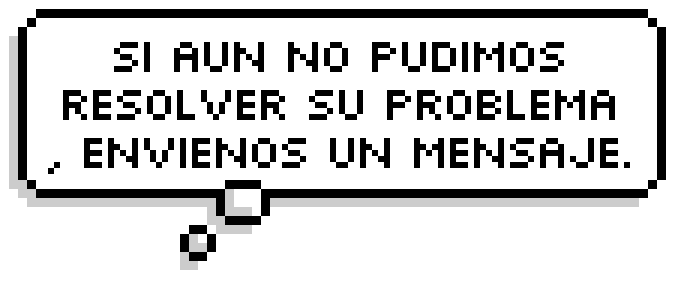 SI AUN NO PUDIMOS
RESOLVER SU PROBLEMA
, ENVIENOS UN MENSAJE.